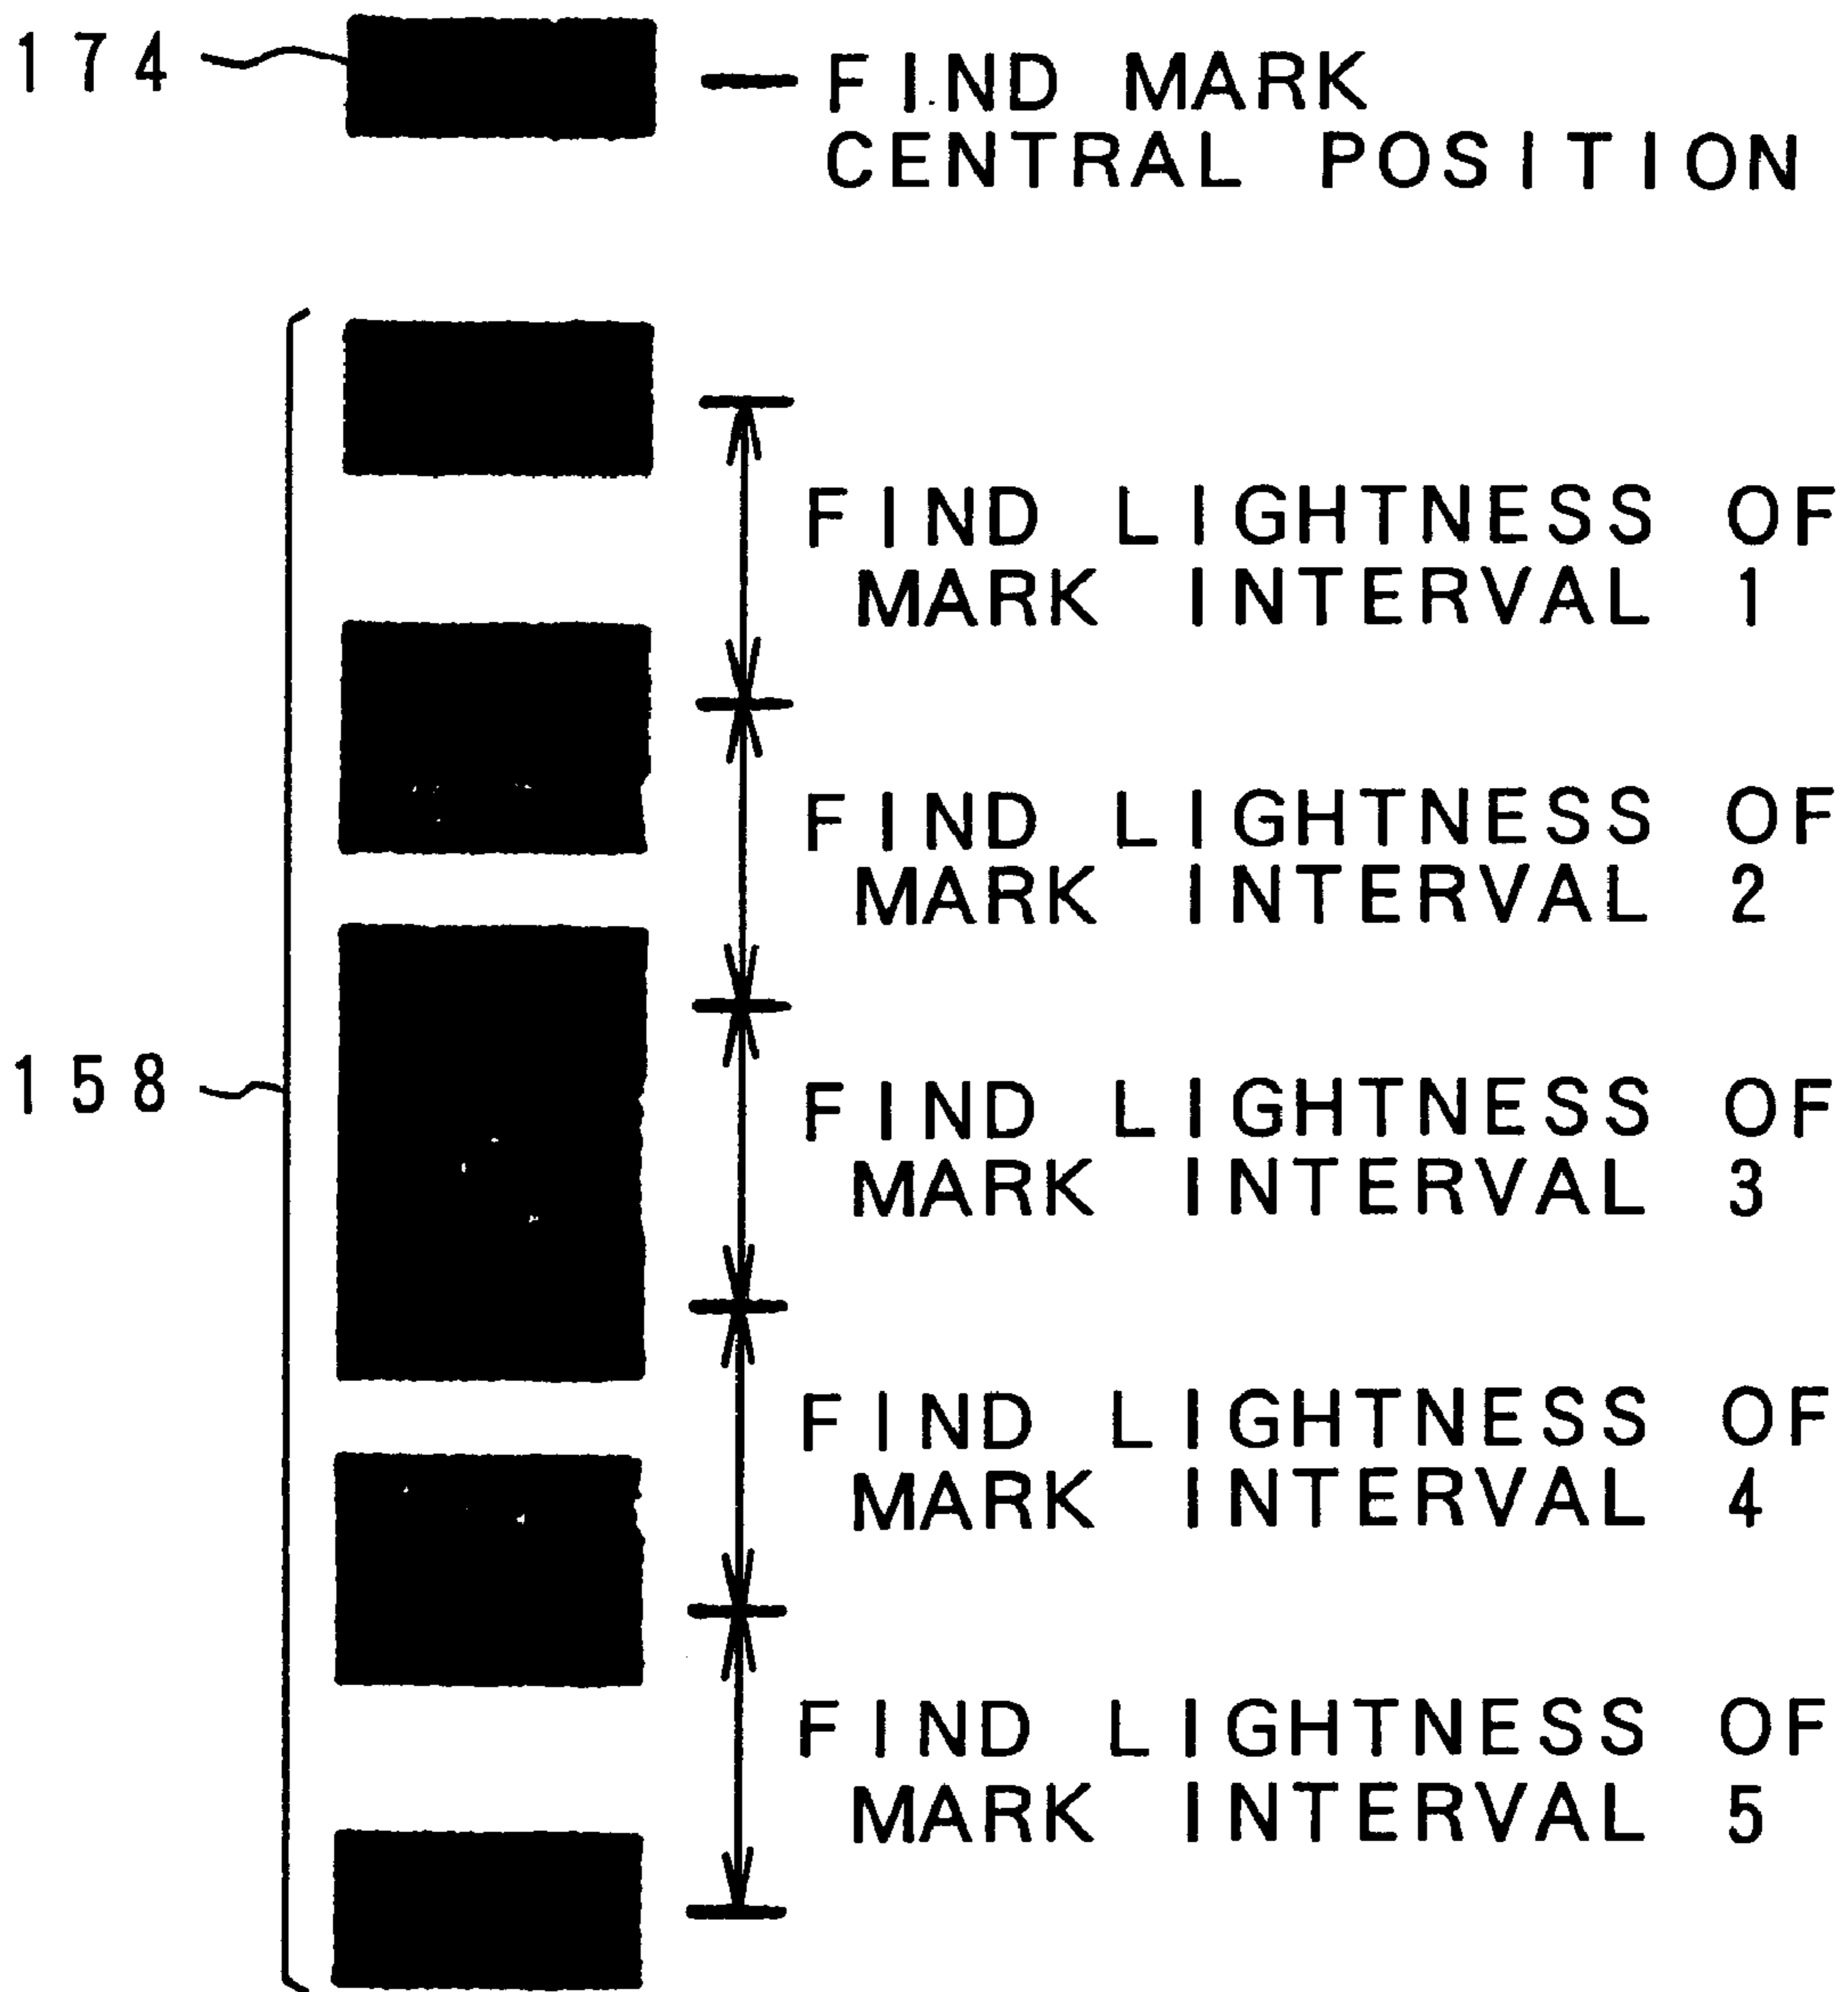 174
FIND MARK
CENTRAL POSITION
FIND LIGHTNESS OF
MARK INTERVAL 1
FIND LIGHTNESS OF
MARK INTERVAL 2
158
FIND LIGHTNESS OF
MARK INTERVAL 3
FIND LIGHTNESS OF
MARK INTERVAL 4
FIND LIGHTNESS OF
MARK INTERVAL 5